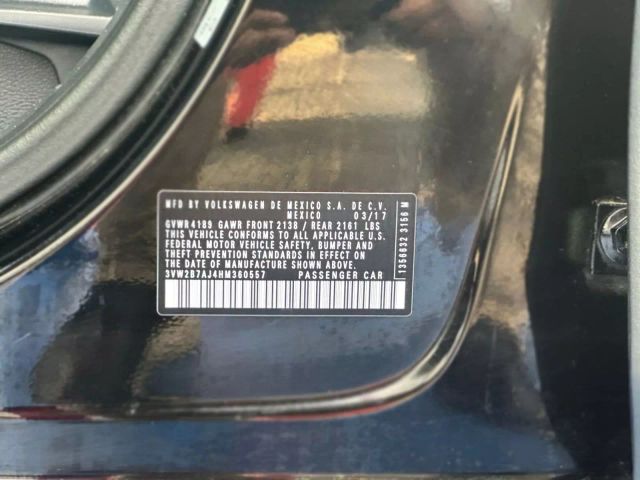 MFD BY VOLKSWAGEN DE MEXICO S.A. DE C.V.
MEXICO 03/17
GVWR 4189 GAWR FRONT 2138 / REAR 2161 LBS
THIS VEHICLE CONFORMS TO ALL APPLICABLE U.S.
FEDERAL MOTOR VEHICLE SAFETY, BUMPER AND
THEFT PREVENTION STANDARDS IN EFFECT ON
THE DATE OF MANUFACTURE SHOWN ABOVE
3VW2B7AJ4HM360557 PASSENGER CAR
1356632 3156 M